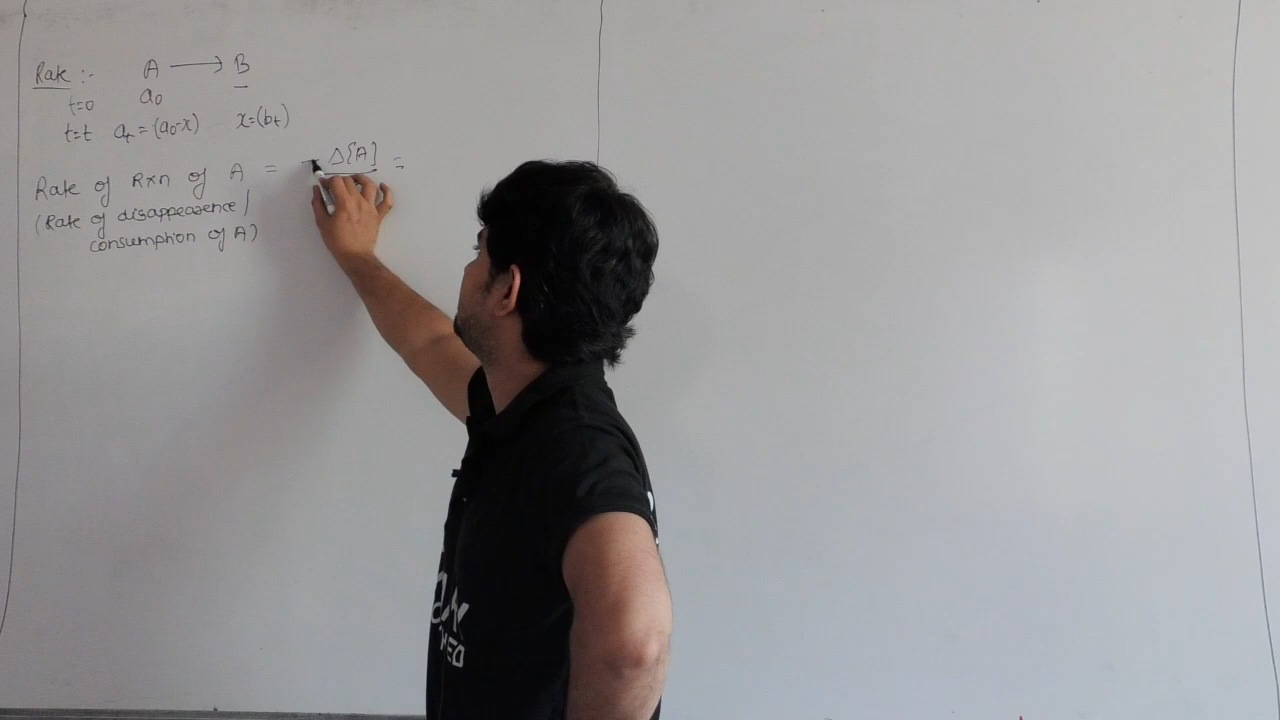 Rate :- A → B
t=0 a₀
t=t aₜ = (a₀-x) x=(bₜ)
Rate of Rxn of A = - Δ[A] =
(Rate of disappearence/
consumption of A)